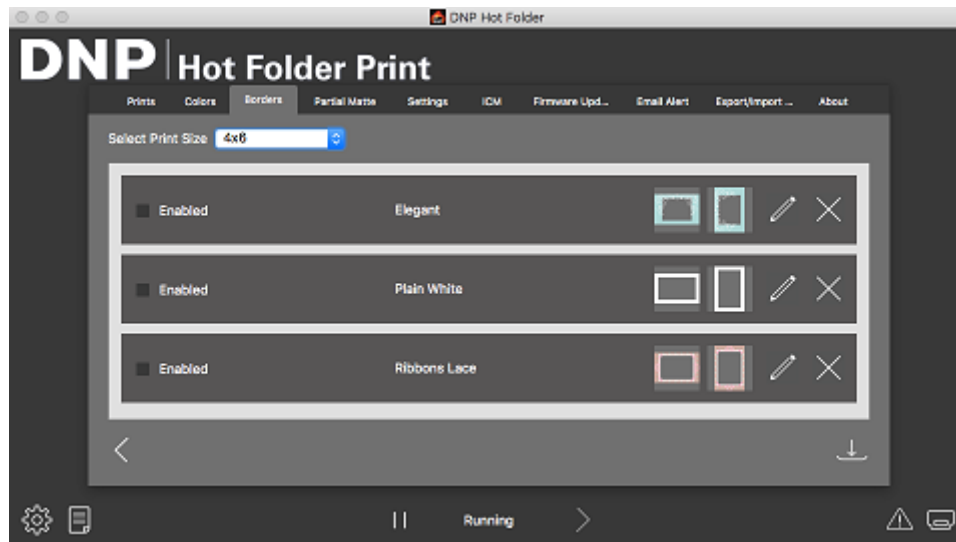 DNP Hot Folder
DNP Hot Folder Print
Prints Colors Borders Partial Matte Settings ICM Firmware Upd... Email Alert Export/Import ... About
Select Print Size 4x6
Enabled Elegant
Enabled Plain White
Enabled Ribbons Lace
Running